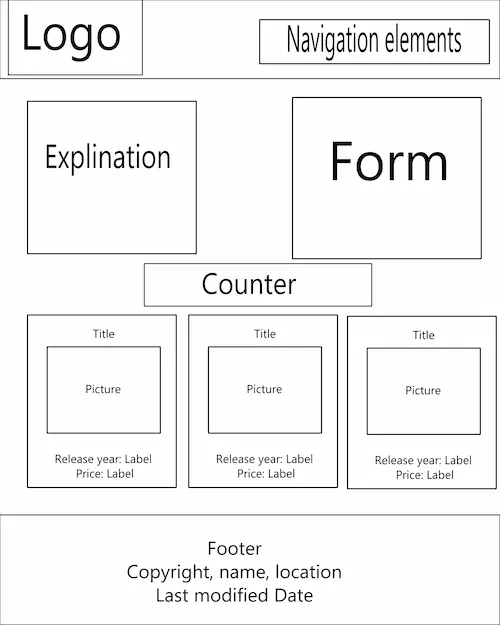 Logo
Navigation elements
Explination
Form
Counter
Title
Picture
Release year: Label
Price: Label
Title
Picture
Release year: Label
Price: Label
Title
Picture
Release year: Label
Price: Label
Footer
Copyright, name, location
Last modified Date